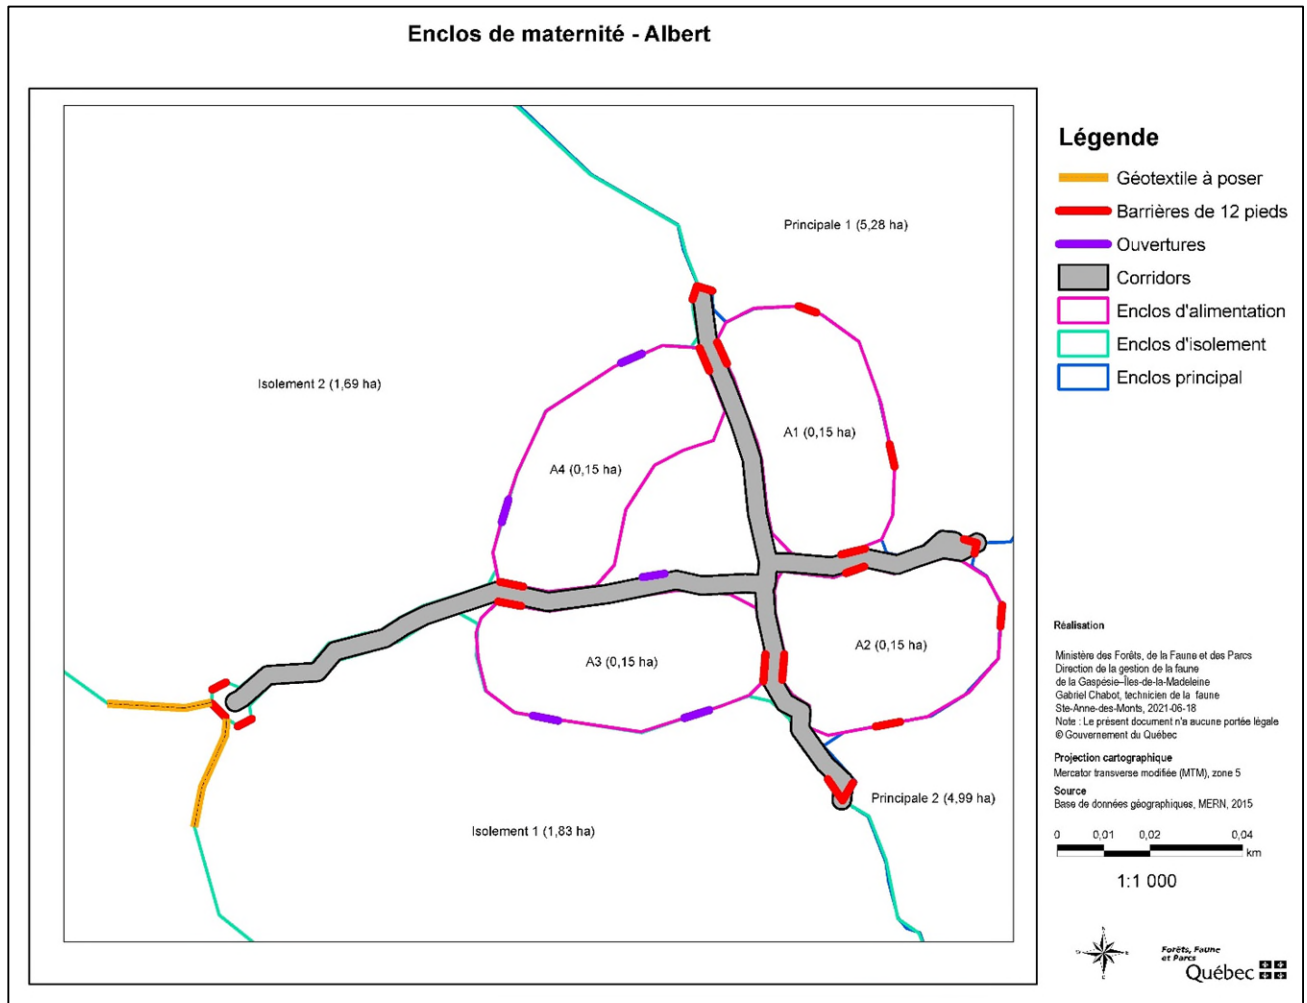 Enclos de maternité - Albert
Principale 1 (5,28 ha)
Isolement 2 (1,69 ha)
A1 (0,15 ha)
A4 (0,15 ha)
A3 (0,15 ha)
A2 (0,15 ha)
Principale 2 (4,99 ha)
Isolement 1 (1,83 ha)
Légende
Géotextile à poser
Barrières de 12 pieds
Ouvertures
Corridors
Enclos d'alimentation
Enclos d'isolement
Enclos principal
Réalisation
Ministère des Forêts, de la Faune et des Parcs
Direction de la gestion de la faune
de la Gaspésie–Îles-de-la-Madeleine
Gabriel Chabot, technicien de la faune
Ste-Anne-des-Monts, 2021-06-18
Note : Le présent document n'a aucune portée légale
© Gouvernement du Québec
Projection cartographique
Mercator transverse modifiée (MTM), zone 5
Source
Base de données géographiques, MERN, 2015
0 0,01 0,02 0,04
km
1:1 000
Forêts, Faune
et Parcs
Québec